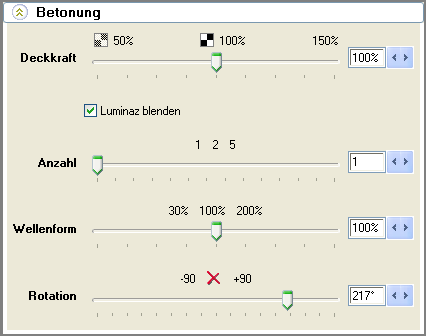 Betonung
50% 100% 150%
Deckkraft 100%
Luminaz blenden
1 2 5
Anzahl 1
30% 100% 200%
Wellenform 100%
-90 +90
Rotation 217°